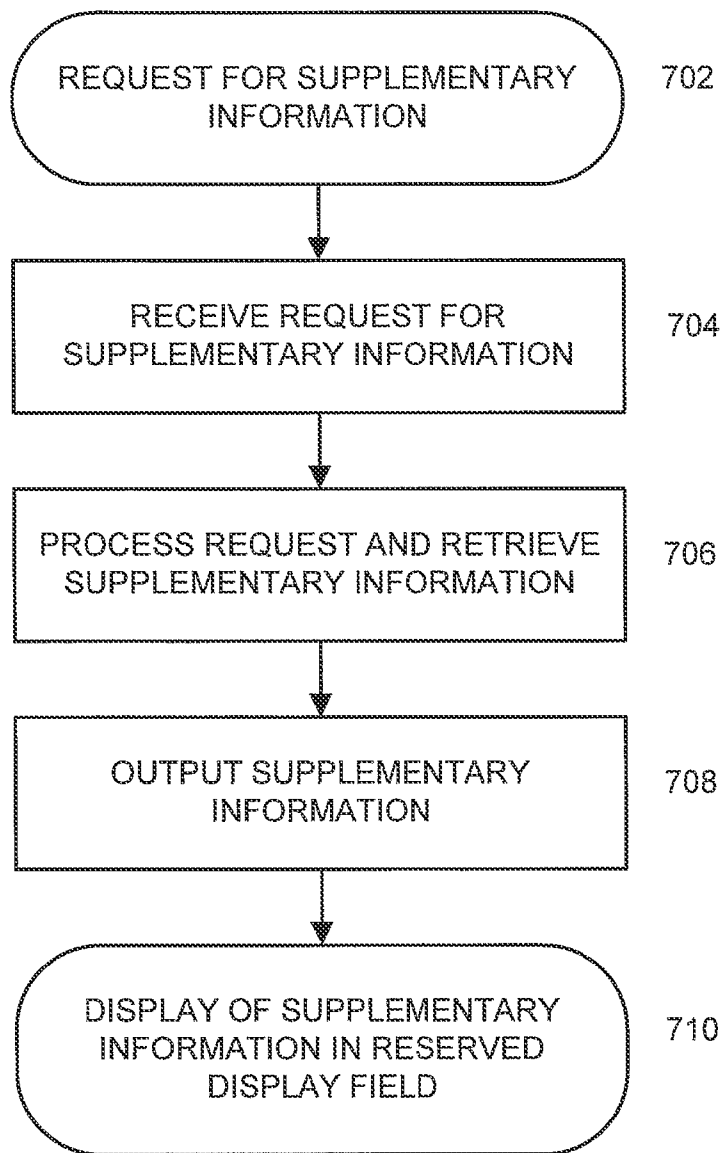 REQUEST FOR SUPPLEMENTARY
INFORMATION
702
RECEIVE REQUEST FOR
SUPPLEMENTARY INFORMATION
704
PROCESS REQUEST AND RETRIEVE
SUPPLEMENTARY INFORMATION
706
OUTPUT SUPPLEMENTARY
INFORMATION
708
DISPLAY OF SUPPLEMENTARY
INFORMATION IN RESERVED
DISPLAY FIELD
710